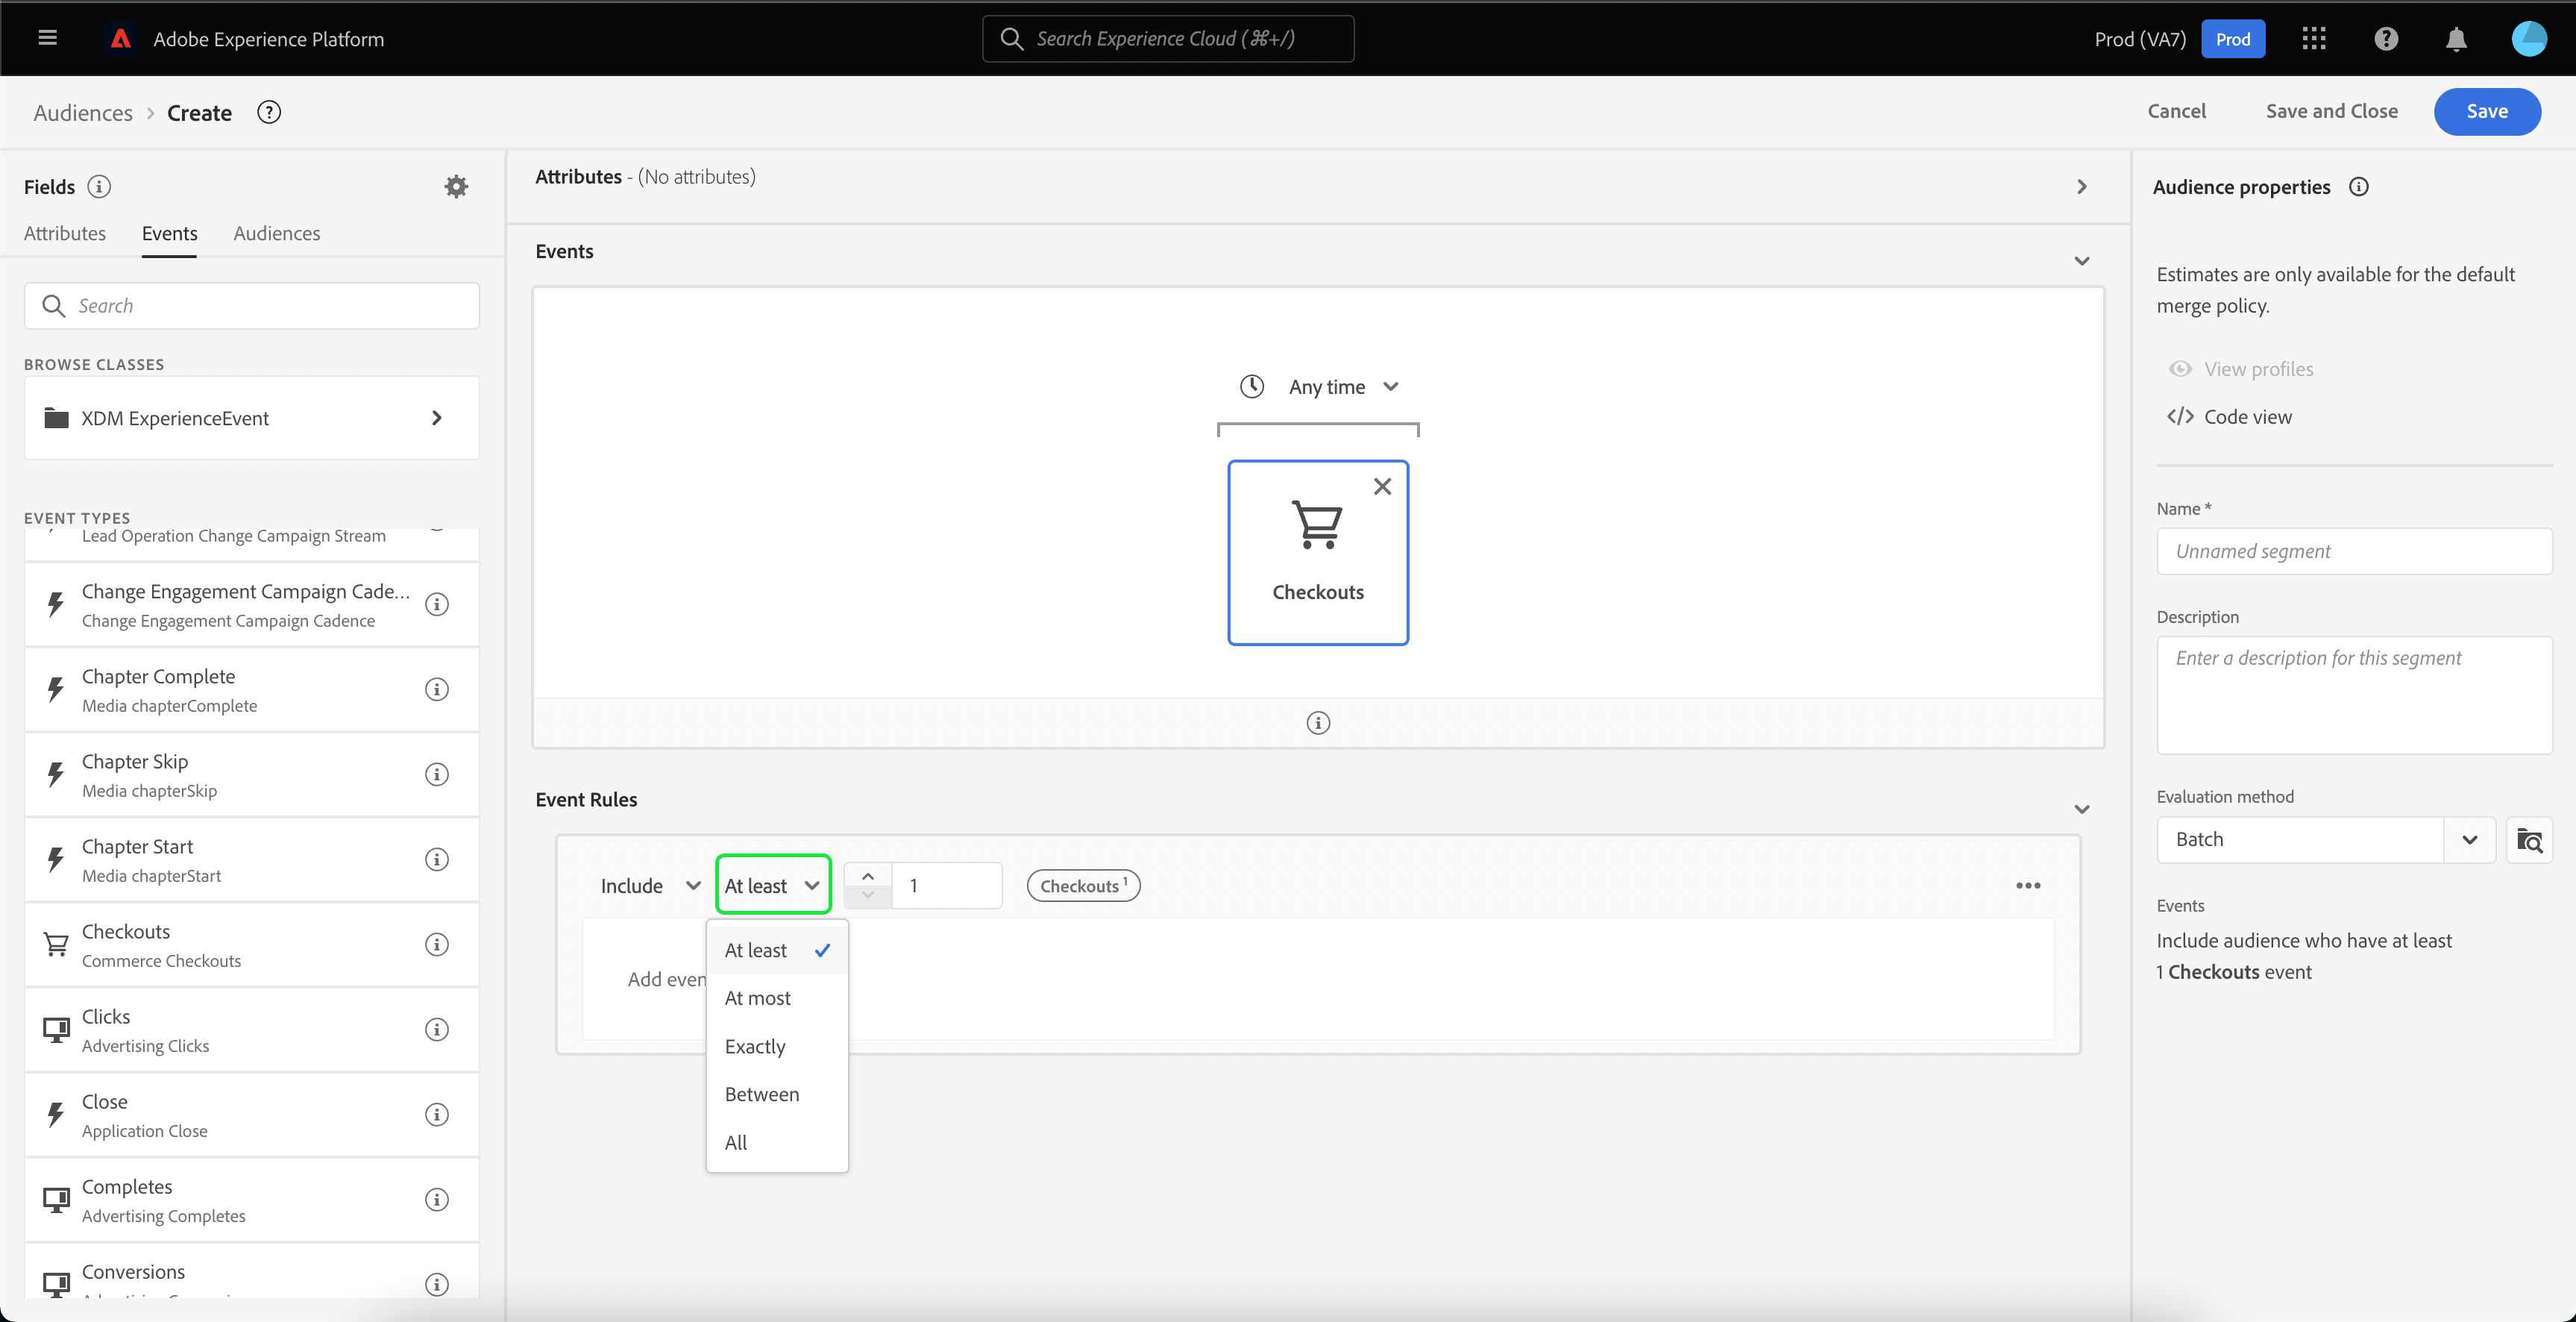 Adobe Experience Platform
Search Experience Cloud (⌘+/)
Prod (VA7)
Prod
Audiences > Create
Cancel
Save and Close
Save
Fields
Attributes
Events
Audiences
Search
BROWSE CLASSES
XDM ExperienceEvent
EVENT TYPES
Lead Operation Change Campaign Stream
Change Engagement Campaign Cade...
Change Engagement Campaign Cadence
Chapter Complete
Media chapterComplete
Chapter Skip
Media chapterSkip
Chapter Start
Media chapterStart
Checkouts
Commerce Checkouts
Clicks
Advertising Clicks
Close
Application Close
Completes
Advertising Completes
Conversions
Attributes - (No attributes)
Events
Any time
Checkouts
Event Rules
Include
At least
1
Checkouts 1
Add even
At least
At most
Exactly
Between
All
Audience properties
Estimates are only available for the default
merge policy.
View profiles
</> Code view
Name *
Unnamed segment
Description
Enter a description for this segment
Evaluation method
Batch
Events
Include audience who have at least
1 Checkouts event